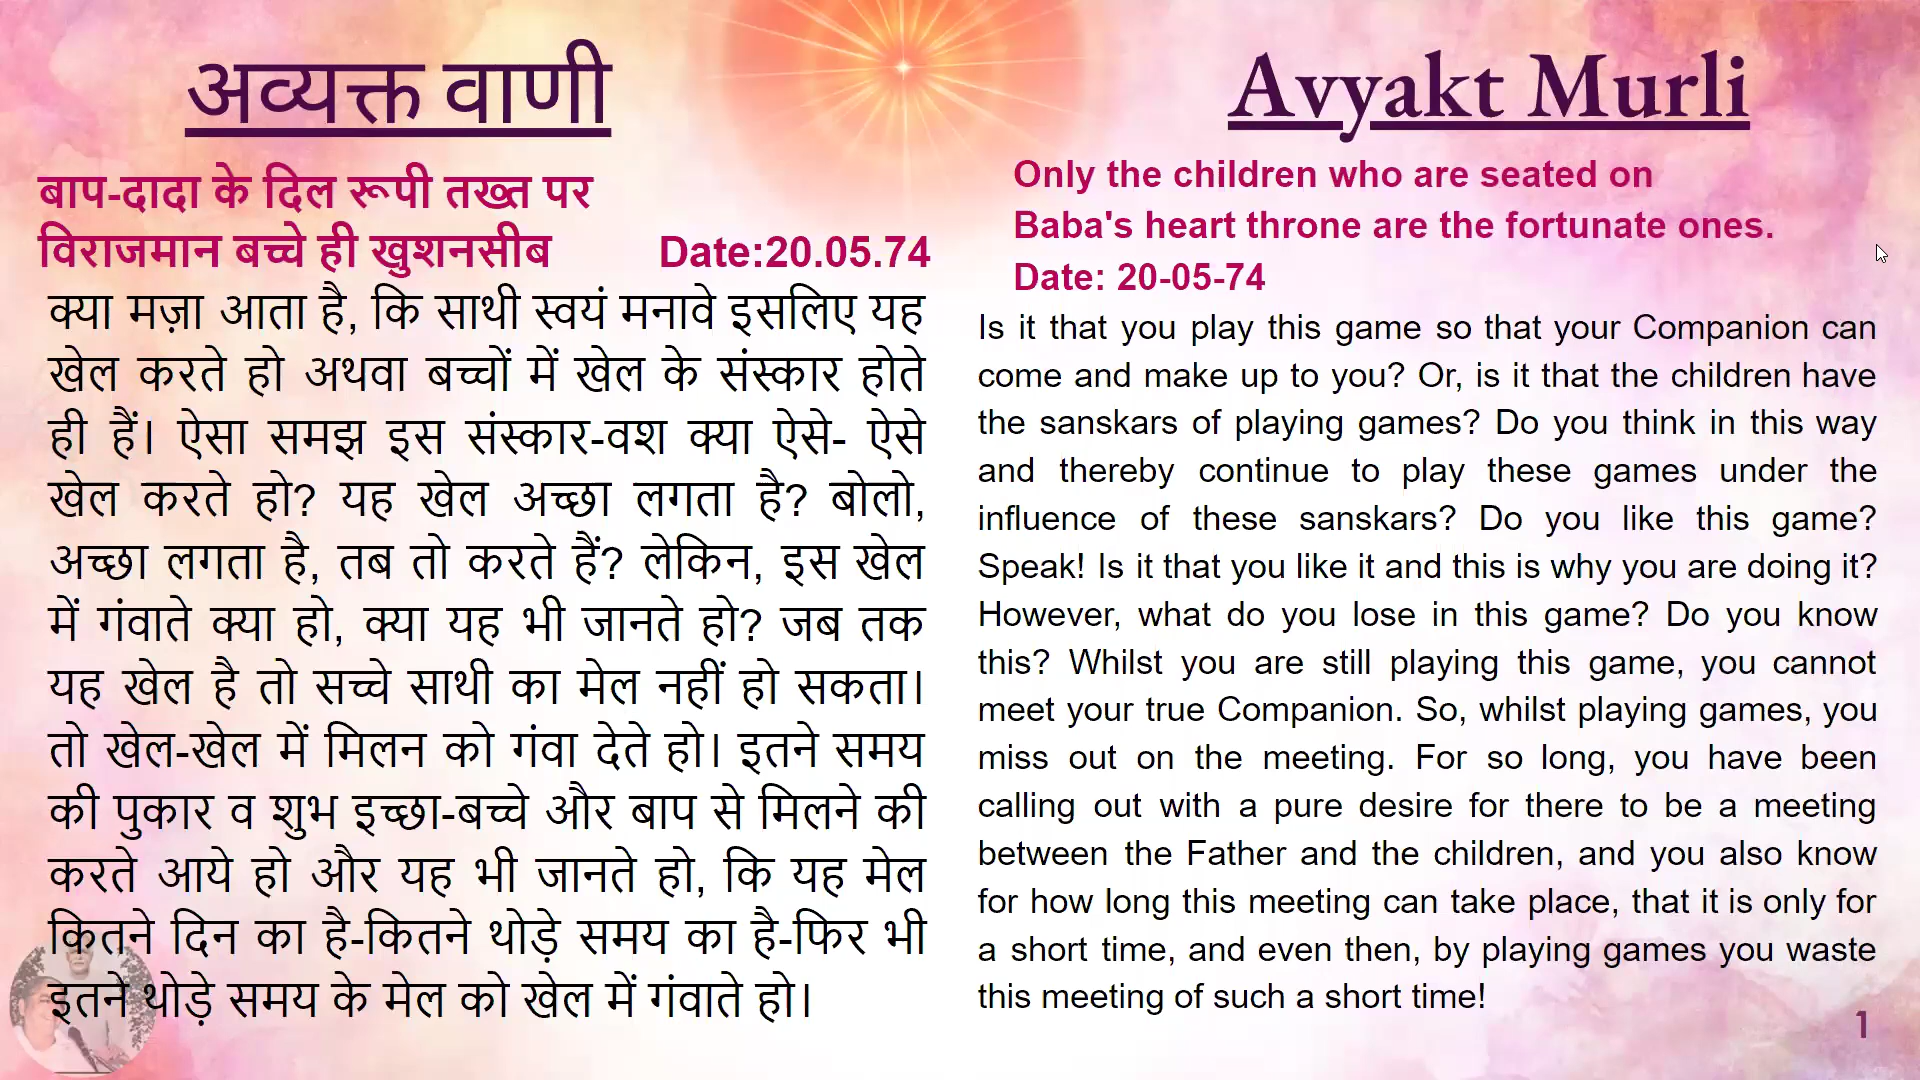 अव्यक्त वाणी
बाप-दादा के दिल रूपी तख्त पर
विराजमान बच्चे ही खुशनसीब Date:20.05.74
क्या मज़ा आता है, कि साथी स्वयं मनावे इसलिए यह
खेल करते हो अथवा बच्चों में खेल के संस्कार होते
ही हैं। ऐसा समझ इस संस्कार-वश क्या ऐसे- ऐसे
खेल करते हो? यह खेल अच्छा लगता है? बोलो,
अच्छा लगता है, तब तो करते हैं? लेकिन, इस खेल
में गंवाते क्या हो, क्या यह भी जानते हो? जब तक
यह खेल है तो सच्चे साथी का मेल नहीं हो सकता।
तो खेल-खेल में मिलन को गंवा देते हो। इतने समय
की पुकार व शुभ इच्छा-बच्चे और बाप से मिलने की
करते आये हो और यह भी जानते हो, कि यह मेल
कितने दिन का है-कितने थोड़े समय का है-फिर भी
इतने थोड़े समय के मेल को खेल में गंवाते हो।
Avyakt Murli
Only the children who are seated on
Baba's heart throne are the fortunate ones.
Date: 20-05-74
Is it that you play this game so that your Companion can
come and make up to you? Or, is it that the children have
the sanskars of playing games? Do you think in this way
and thereby continue to play these games under the
influence of these sanskars? Do you like this game?
Speak! Is it that you like it and this is why you are doing it?
However, what do you lose in this game? Do you know
this? Whilst you are still playing this game, you cannot
meet your true Companion. So, whilst playing games, you
miss out on the meeting. For so long, you have been
calling out with a pure desire for there to be a meeting
between the Father and the children, and you also know
for how long this meeting can take place, that it is only for
a short time, and even then, by playing games you waste
this meeting of such a short time!
1